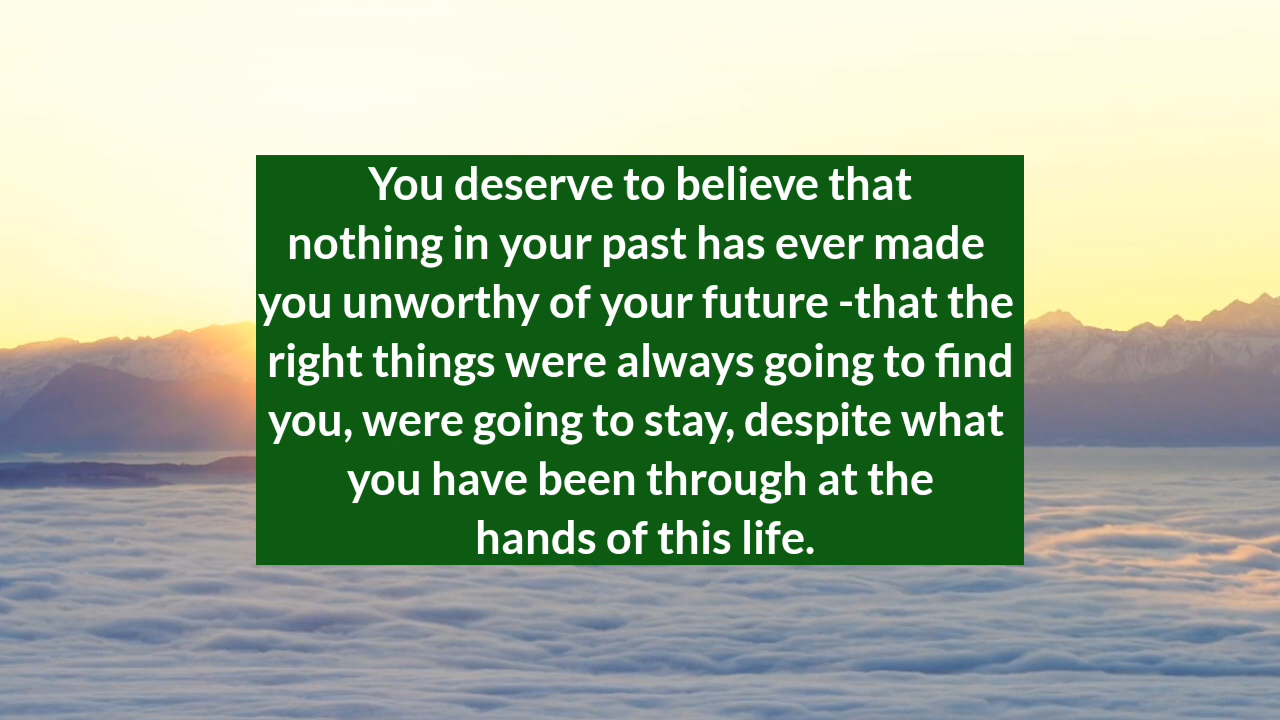 You deserve to believe that
nothing in your past has ever made
you unworthy of your future -that the
right things were always going to find
you, were going to stay, despite what
you have been through at the
hands of this life.